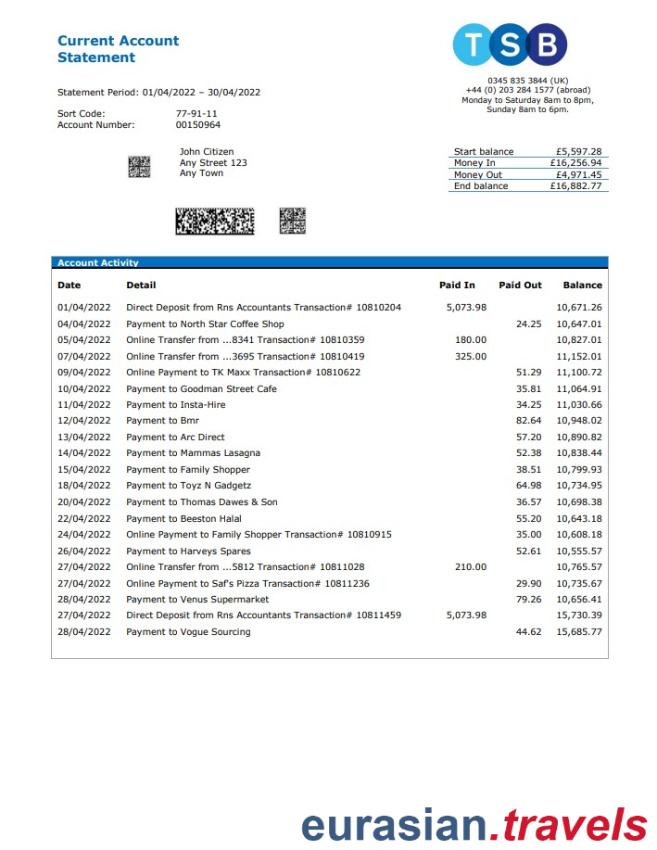 Current Account
Statement
TSB
0345 835 3844 (UK)
+44 (0) 203 284 1577 (abroad)
Monday to Saturday 8am to 8pm,
Sunday 8am to 6pm.
Statement Period: 01/04/2022 – 30/04/2022
Sort Code: 77-91-11
Account Number: 00150964
John Citizen
Any Street 123
Any Town
Start balance £5,597.28
Money In £16,256.94
Money Out £4,971.45
End balance £16,882.77
Account Activity
Date Detail Paid In Paid Out Balance
01/04/2022 Direct Deposit from Rns Accountants Transaction# 10810204 5,073.98 10,671.26
04/04/2022 Payment to North Star Coffee Shop 24.25 10,647.01
05/04/2022 Online Transfer from ...8341 Transaction# 10810359 180.00 10,827.01
07/04/2022 Online Transfer from ...3695 Transaction# 10810419 325.00 11,152.01
09/04/2022 Online Payment to TK Maxx Transaction# 10810622 51.29 11,100.72
10/04/2022 Payment to Goodman Street Cafe 35.81 11,064.91
11/04/2022 Payment to Insta-Hire 34.25 11,030.66
12/04/2022 Payment to Bmr 82.64 10,948.02
13/04/2022 Payment to Arc Direct 57.20 10,890.82
14/04/2022 Payment to Mammas Lasagna 52.38 10,838.44
15/04/2022 Payment to Family Shopper 38.51 10,799.93
18/04/2022 Payment to Toyz N Gadgetz 64.98 10,734.95
20/04/2022 Payment to Thomas Dawes & Son 36.57 10,698.38
22/04/2022 Payment to Beeston Halal 55.20 10,643.18
24/04/2022 Online Payment to Family Shopper Transaction# 10810915 35.00 10,608.18
26/04/2022 Payment to Harveys Spares 52.61 10,555.57
27/04/2022 Online Transfer from ...5812 Transaction# 10811028 210.00 10,765.57
27/04/2022 Online Payment to Saf's Pizza Transaction# 10811236 29.90 10,735.67
28/04/2022 Payment to Venus Supermarket 79.26 10,656.41
27/04/2022 Direct Deposit from Rns Accountants Transaction# 10811459 5,073.98 15,730.39
28/04/2022 Payment to Vogue Sourcing 44.62 15,685.77
eurasian.travels